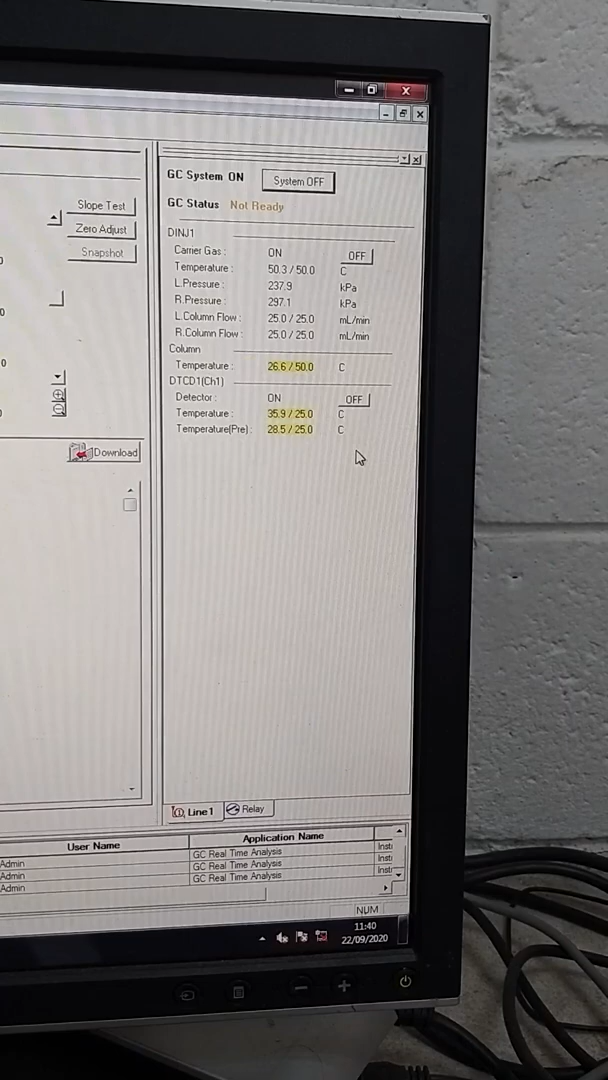 GC System ON System OFF
GC Status Not Ready
Slope Test
Zero Adjust
Snapshot
Download
DINJ1
Carrier Gas : ON OFF
Temperature : 50.3 / 50.0 C
L.Pressure : 237.9 kPa
R.Pressure : 297.1 kPa
L.Column Flow : 25.0 / 25.0 mL/min
R.Column Flow : 25.0 / 25.0 mL/min
Column
Temperature : 26.6 / 50.0 C
DTCD1(Ch1)
Detector : ON OFF
Temperature : 35.9 / 25.0 C
Temperature(Pre) : 28.5 / 25.0 C
Line1 Relay
User Name Application Name
Admin GC Real Time Analysis Inst
Admin GC Real Time Analysis Inst
Admin GC Real Time Analysis Inst
NUM
11:40
22/09/2020